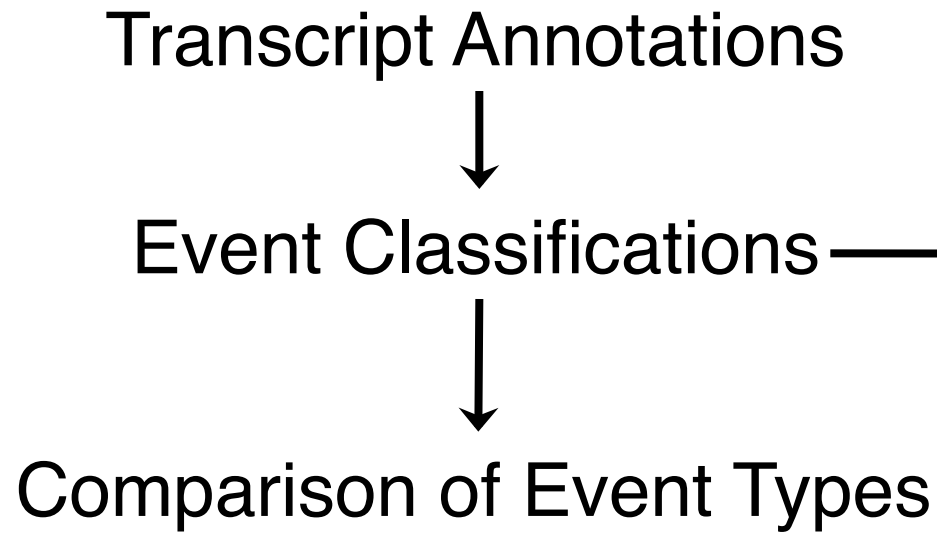 Transcript Annotations
Event Classifications
Comparison of Event Types